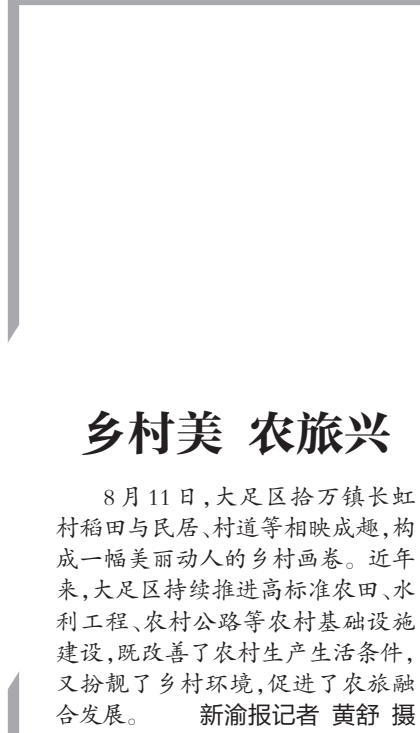 乡村美 农旅兴
8月11日,大足区拾万镇长虹
村稻田与民居、村道等相映成趣,构
成一幅美丽动人的乡村画卷。近年
来,大足区持续推进高标准农田、水
利工程、农村公路等农村基础设施
建设,既改善了农村生产生活条件,
又扮靓了乡村环境,促进了农旅融
合发展。 新渝报记者 黄舒 摄